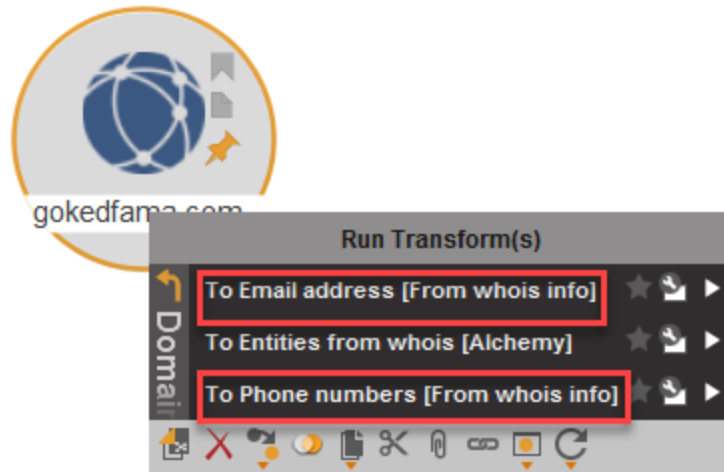 gokedfama.com
Run Transform(s)
Domain
To Email address [From whois info]
To Entities from whois [Alchemy]
To Phone numbers [From whois info]